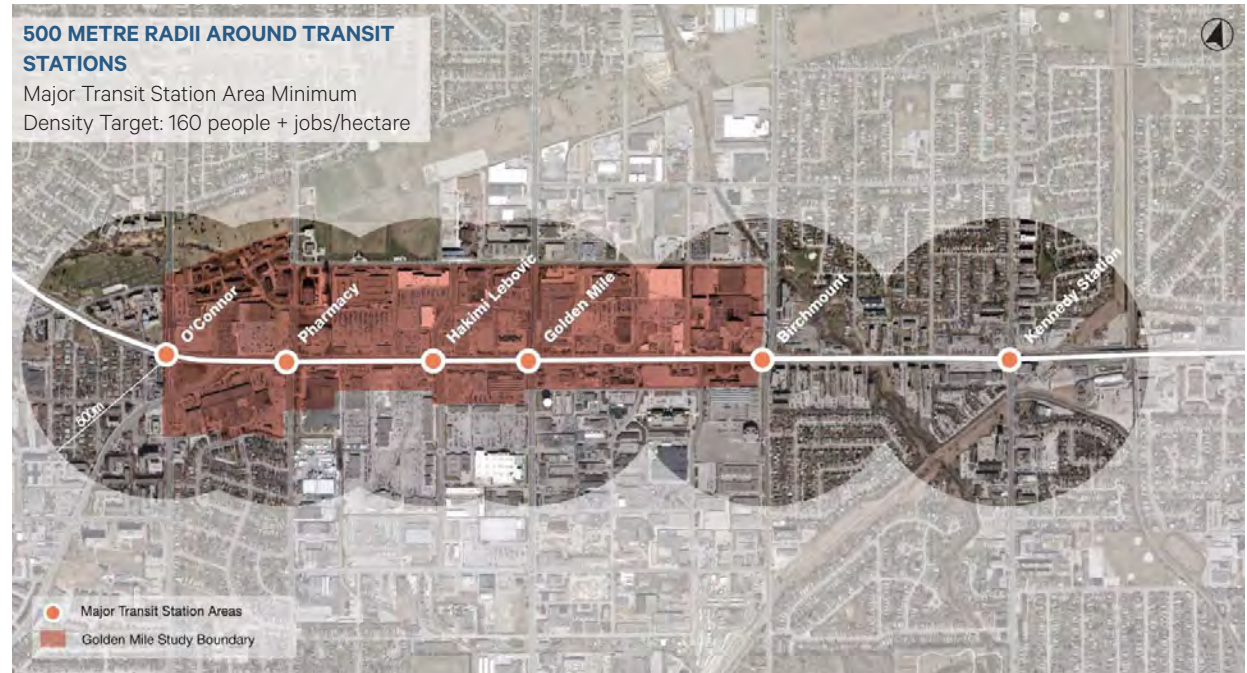 500 METRE RADII AROUND TRANSIT
STATIONS
Major Transit Station Area Minimum
Density Target: 160 people + jobs/hectare
O'Connor
Pharmacy
Hakimi Lebovic
Golden Mile
Birchmount
Kennedy Station
500m
Major Transit Station Areas
Golden Mile Study Boundary